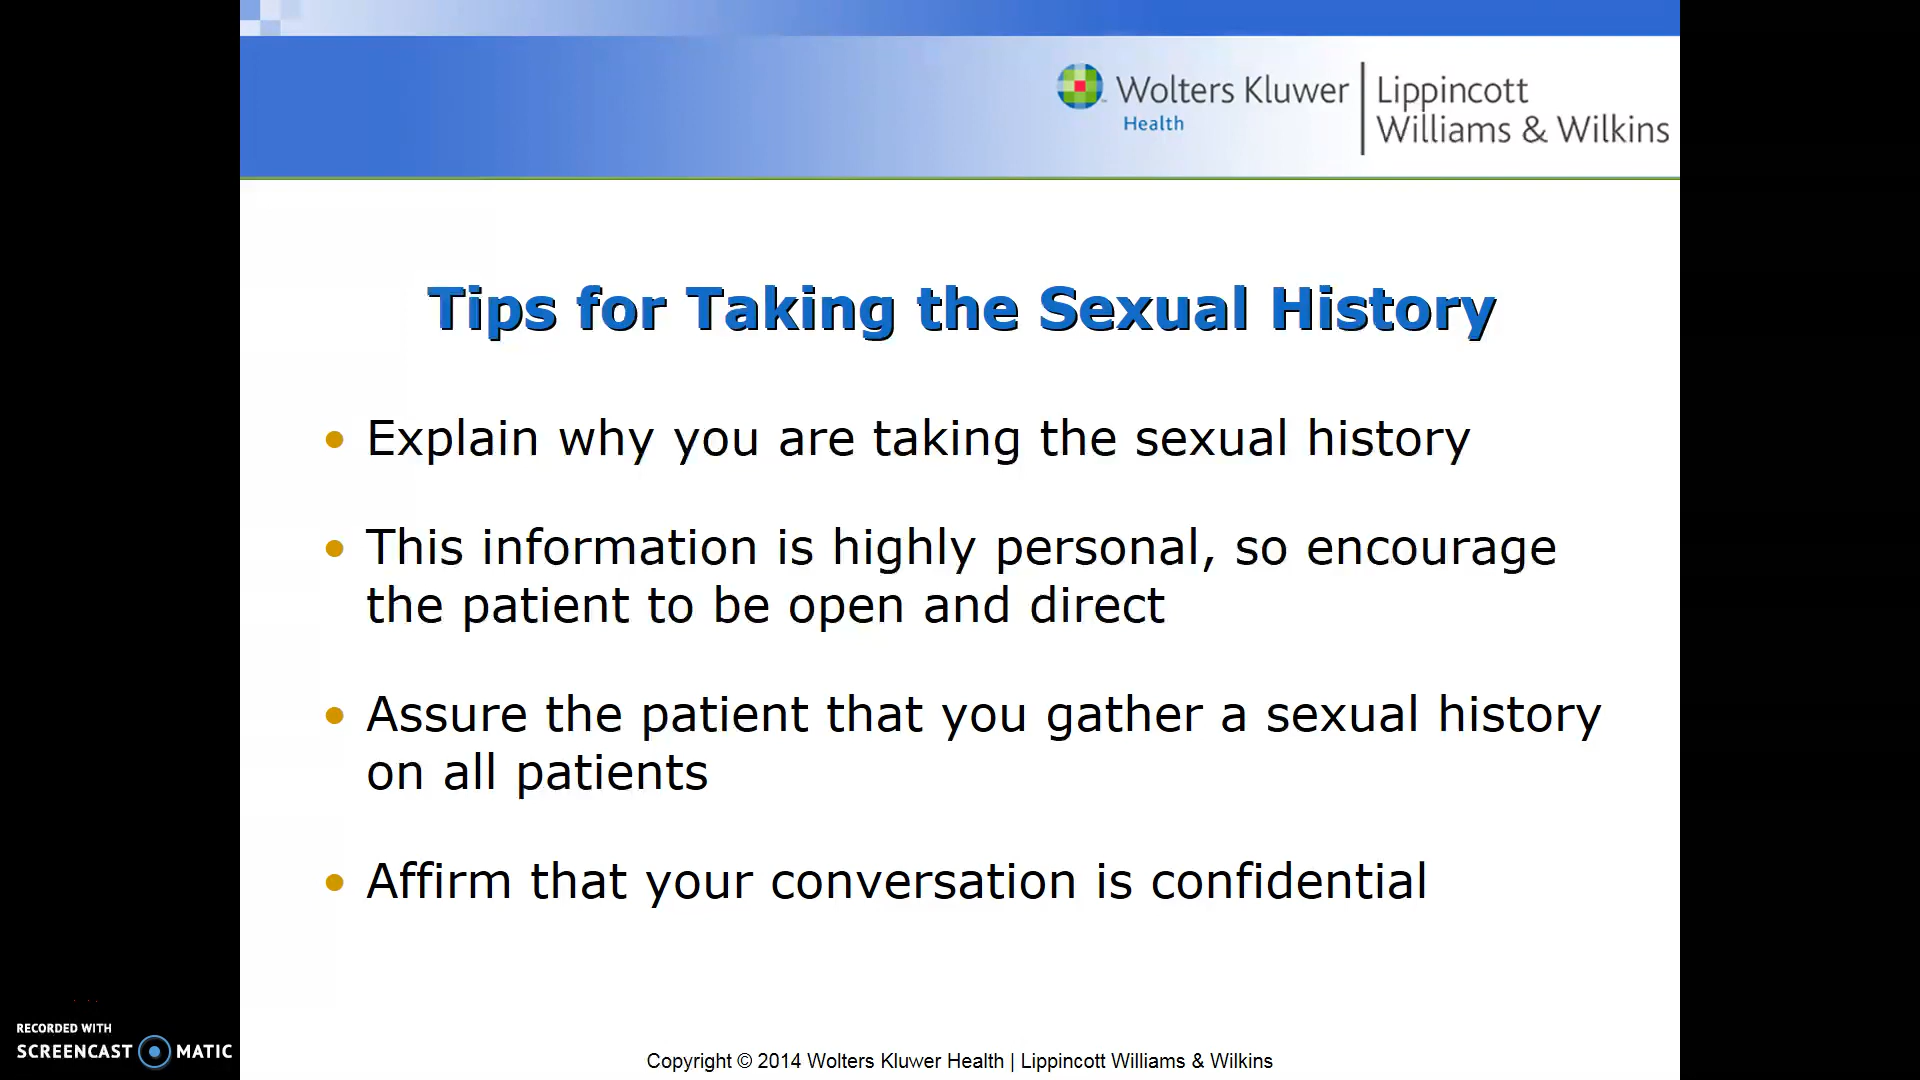 Wolters Kluwer
Health
Lippincott
Williams & Wilkins
Tips for Taking the Sexual History
• Explain why you are taking the sexual history
• This information is highly personal, so encourage
the patient to be open and direct
• Assure the patient that you gather a sexual history
on all patients
• Affirm that your conversation is confidential
RECORDED WITH
SCREENCAST MATIC
Copyright © 2014 Wolters Kluwer Health | Lippincott Williams & Wilkins